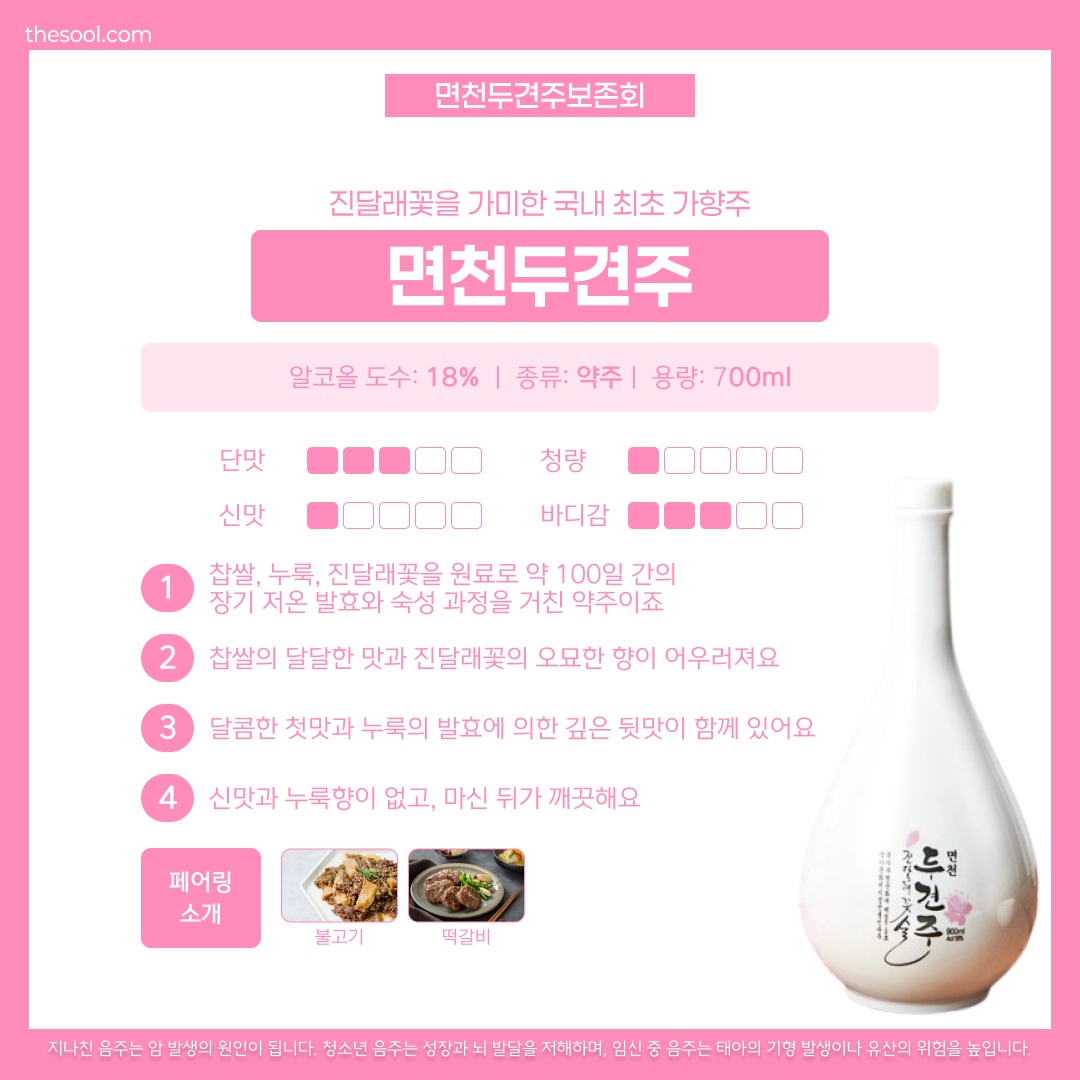 thesool.com
면천두견주보존회
진달래꽃을 가미한 국내 최초 가향주
면천두견주
알코올 도수: 18% | 종류: 약주 | 용량: 700ml
단맛
청량
신맛
바디감
1
찹쌀, 누룩, 진달래꽃을 원료로 약 100일 간의
장기 저온 발효와 숙성 과정을 거친 약주이죠
2 찹쌀의 달달한 맛과 진달래꽃의 오묘한 향이 어우러져요
3 달콤한 첫맛과 누룩의 발효에 의한 깊은 뒷맛이 함께 있어요
4 신맛과 누룩향이 없고, 마신 뒤가 깨끗해요
페어링
소개
불고기
떡갈비
면천
두견주
진달래꽃술
900ml
지나친 음주는 암 발생의 원인이 됩니다. 청소년 음주는 성장과 뇌 발달을 저해하며, 임신 중 음주는 태아의 기형 발생이나 유산의 위험을 높입니다.